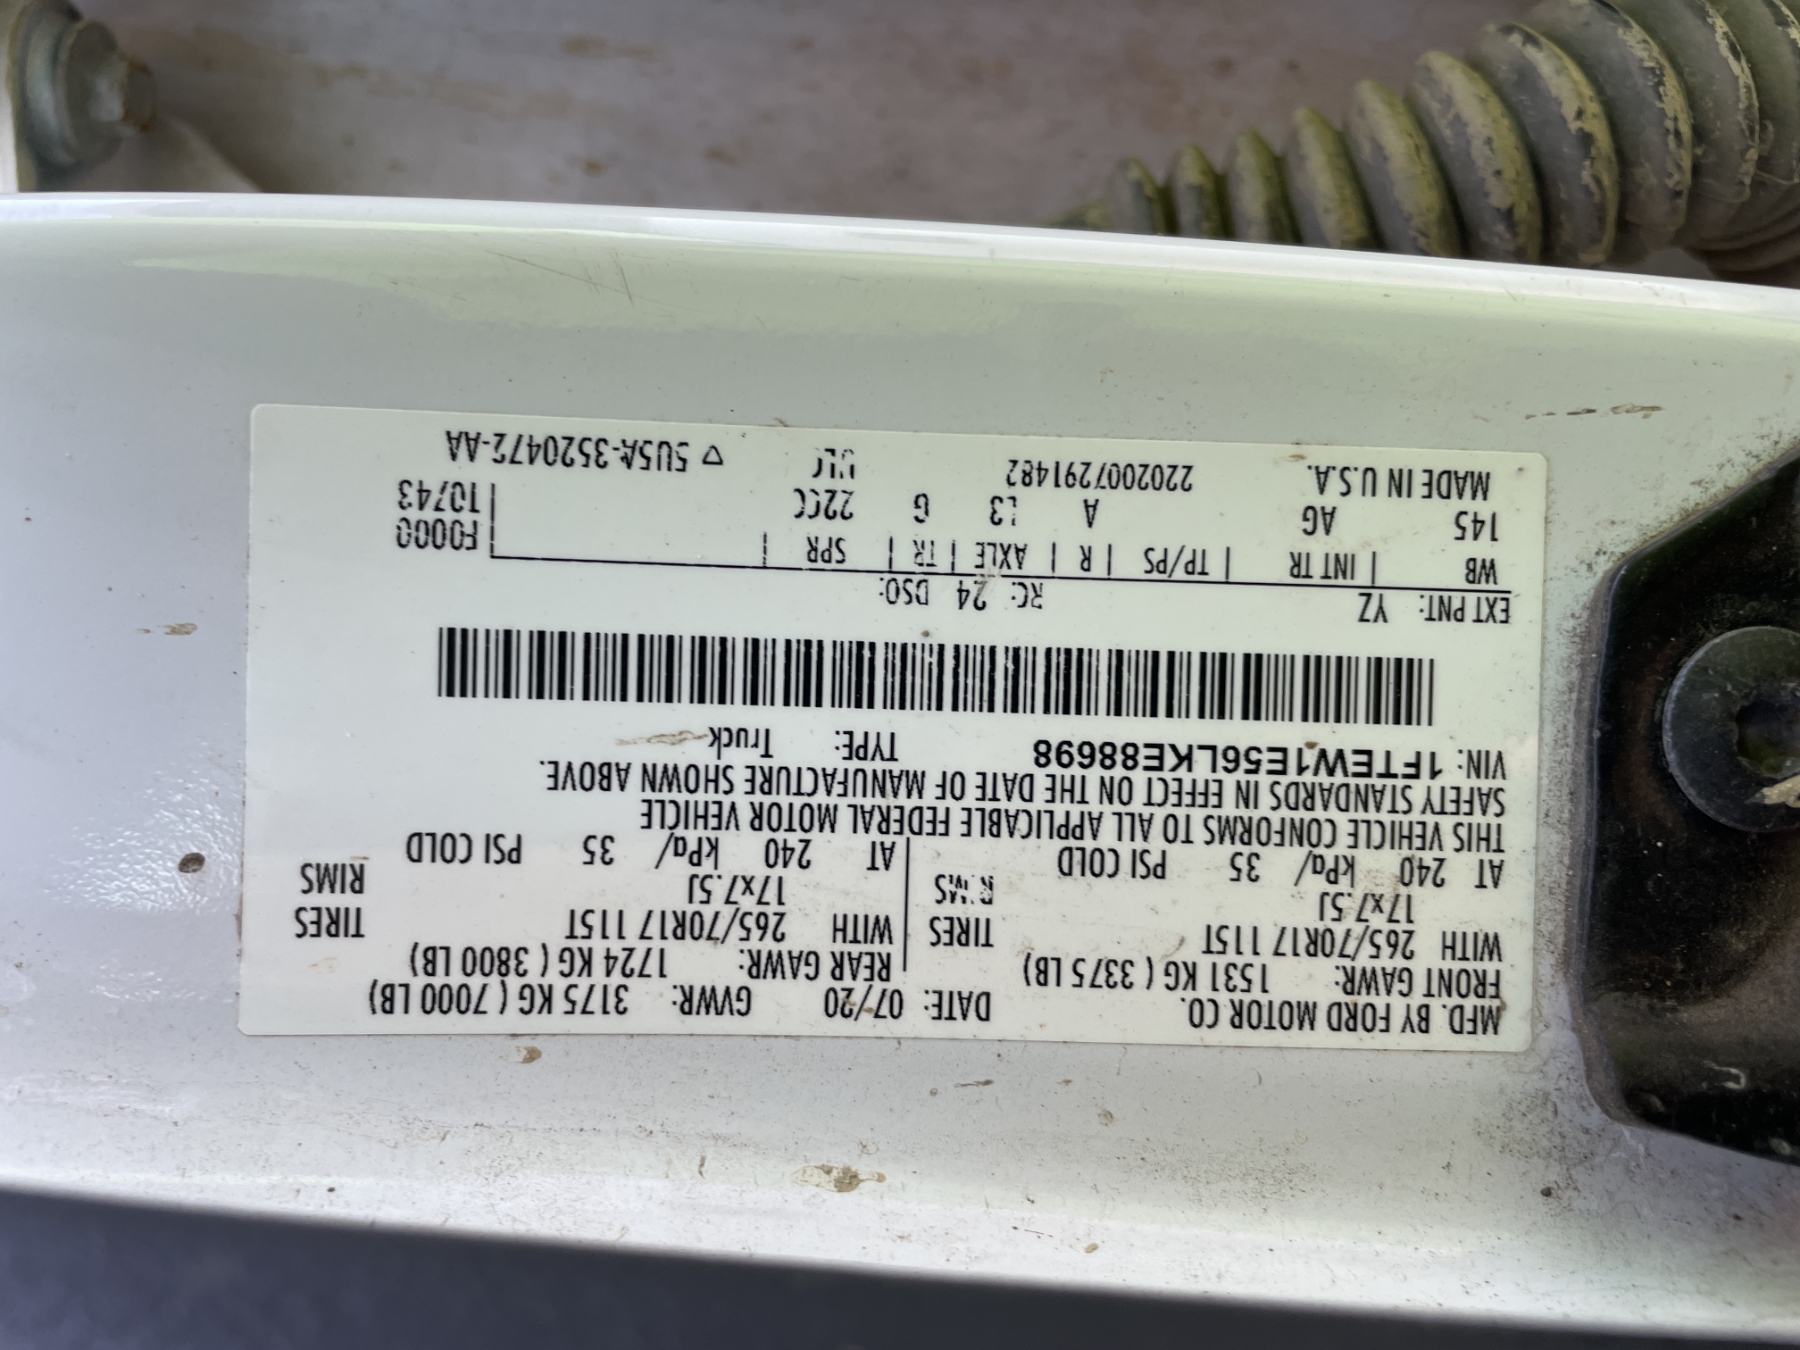 MFD. BY FORD MOTOR CO. DATE: 07/20 GVWR: 3175 KG ( 7000 LB)
FRONT GAWR: 1531 KG ( 3375 LB) REAR GAWR: 1724 KG ( 3800 LB)
WITH 265/70R17 115T TIRES WITH 265/70R17 115T TIRES
17x7.5J RIMS 17x7.5J RIMS
AT 240 kPa/ 35 PSI COLD AT 240 kPa/ 35 PSI COLD
THIS VEHICLE CONFORMS TO ALL APPLICABLE FEDERAL MOTOR VEHICLE
SAFETY STANDARDS IN EFFECT ON THE DATE OF MANUFACTURE SHOWN ABOVE.
VIN: 1FTEW1E56LKE88698 TYPE: Truck
EXT PNT: YZ RC: 24 DSO:
WB | INT TR | TP/PS | R | AXLE | TR | SPR | F0000
145 AG A L3 G | T0743
MADE IN U.S.A. 2202007291482 ▽ 5U5A-3520472-AA